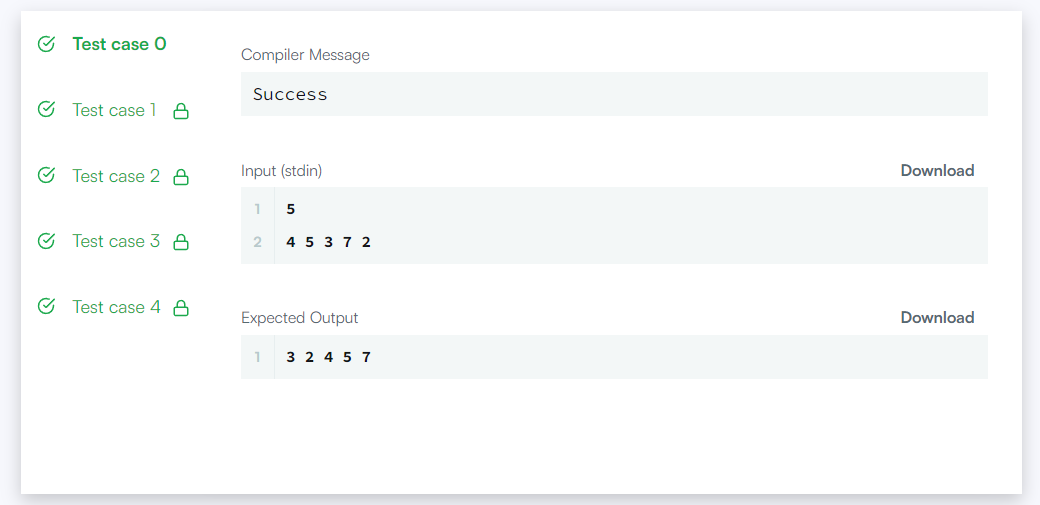 Test case 0
Test case 1
Test case 2
Test case 3
Test case 4
Compiler Message
Success
Input (stdin)
Download
1 5
2 4 5 3 7 2
Expected Output
Download
1 3 2 4 5 7